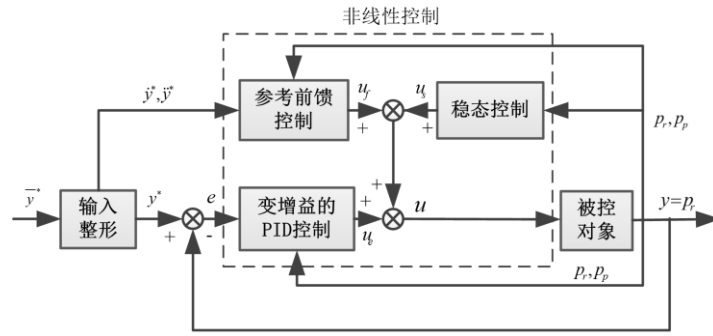 非线性控制
ẏ*,ÿ*
参考前馈
控制
u_f
u_s
稳态控制
+
+
p_r,p_p
ȳ*
输入
整形
y*
e
变增益的
PID控制
+
+
u
被控
对象
y=p_r
+
-
u_e
p_r,p_p